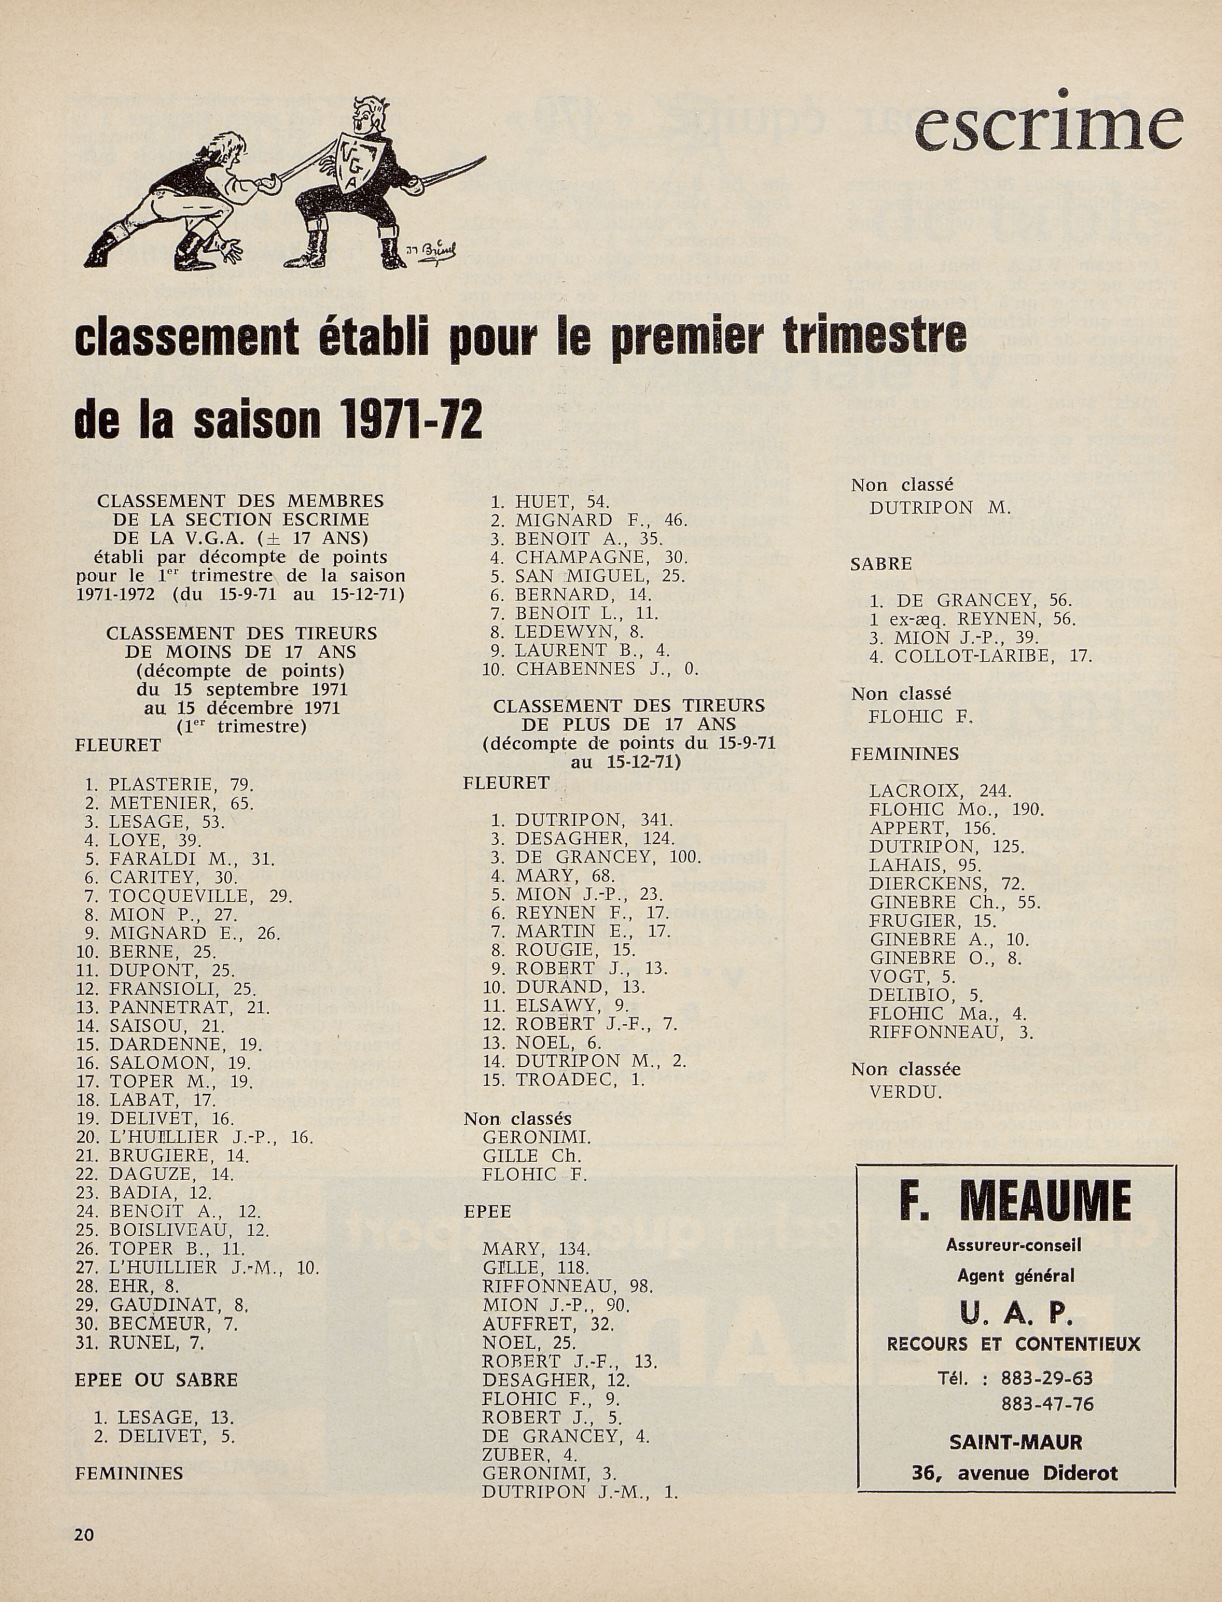 escrime
VGA
classement établi pour le premier trimestre
de la saison 1971-72
CLASSEMENT DES MEMBRES
DE LA SECTION ESCRIME
DE LA V.G.A. (± 17 ANS)
établi par décompte de points
pour le 1er trimestre de la saison
1971-1972 (du 15-9-71 au 15-12-71)
CLASSEMENT DES TIREURS
DE MOINS DE 17 ANS
(décompte de points)
du 15 septembre 1971
au 15 décembre 1971
(1er trimestre)
FLEURET
1. PLASTERIE, 79.
2. METENIER, 65.
3. LESAGE, 53.
4. LOYE, 39.
5. FARALDI M., 31.
6. CARITEY, 30.
7. TOCQUEVILLE, 29.
8. MION P., 27.
9. MIGNARD E., 26.
10. BERNE, 25.
11. DUPONT, 25.
12. FRANSIOLI, 25.
13. PANNETRAT, 21.
14. SAISOU, 21.
15. DARDENNE, 19.
16. SALOMON, 19.
17. TOPER M., 19.
18. LABAT, 17.
19. DELIVET, 16.
20. L'HUILLIER J.-P., 16.
21. BRUGIERE, 14.
22. DAGUZE, 14.
23. BADIA, 12.
24. BENOIT A., 12.
25. BOISLIVEAU, 12.
26. TOPER B., 11.
27. L'HUILLIER J.-M., 10.
28. EHR, 8.
29. GAUDINAT, 8.
30. BECMEUR, 7.
31. RUNEL, 7.
EPEE OU SABRE
1. LESAGE, 13.
2. DELIVET, 5.
FEMININES
1. HUET, 54.
2. MIGNARD F., 46.
3. BENOIT A., 35.
4. CHAMPAGNE, 30.
5. SAN MIGUEL, 25.
6. BERNARD, 14.
7. BENOIT L., 11.
8. LEDEWYN, 8.
9. LAURENT B., 4.
10. CHABENNES J., 0.
CLASSEMENT DES TIREURS
DE PLUS DE 17 ANS
(décompte de points du 15-9-71
au 15-12-71)
FLEURET
1. DUTRIPON, 341.
3. DESAGHER, 124.
3. DE GRANCEY, 100.
4. MARY, 68.
5. MION J.-P., 23.
6. REYNEN F., 17.
7. MARTIN E., 17.
8. ROUGIE, 15.
9. ROBERT J., 13.
10. DURAND, 13.
11. ELSAWY, 9.
12. ROBERT J.-F., 7.
13. NOEL, 6.
14. DUTRIPON M., 2.
15. TROADEC, 1.
Non classés
GERONIMI.
GILLE Ch.
FLOHIC F.
EPEE
MARY, 134.
GILLE, 118.
RIFFONNEAU, 98.
MION J.-P., 90.
AUFFRET, 32.
NOEL, 25.
ROBERT J.-F., 13.
DESAGHER, 12.
FLOHIC F., 9.
ROBERT J., 5.
DE GRANCEY, 4.
ZUBER, 4.
GERONIMI, 3.
DUTRIPON J.-M., 1.
Non classé
DUTRIPON M.
SABRE
1. DE GRANCEY, 56.
1 ex-æq. REYNEN, 56.
3. MION J.-P., 39.
4. COLLOT-LARIBE, 17.
Non classé
FLOHIC F.
FEMININES
LACROIX, 244.
FLOHIC Mo., 190.
APPERT, 156.
DUTRIPON, 125.
LAHAIS, 95.
DIERCKENS, 72.
GINEBRE Ch., 55.
FRUGIER, 15.
GINEBRE A., 10.
GINEBRE O., 8.
VOGT, 5.
DELIBIO, 5.
FLOHIC Ma., 4.
RIFFONNEAU, 3.
Non classée
VERDU.
F. MEAUME
Assureur-conseil
Agent général
U. A. P.
RECOURS ET CONTENTIEUX
Tél. : 883-29-63
883-47-76
SAINT-MAUR
36, avenue Diderot
20